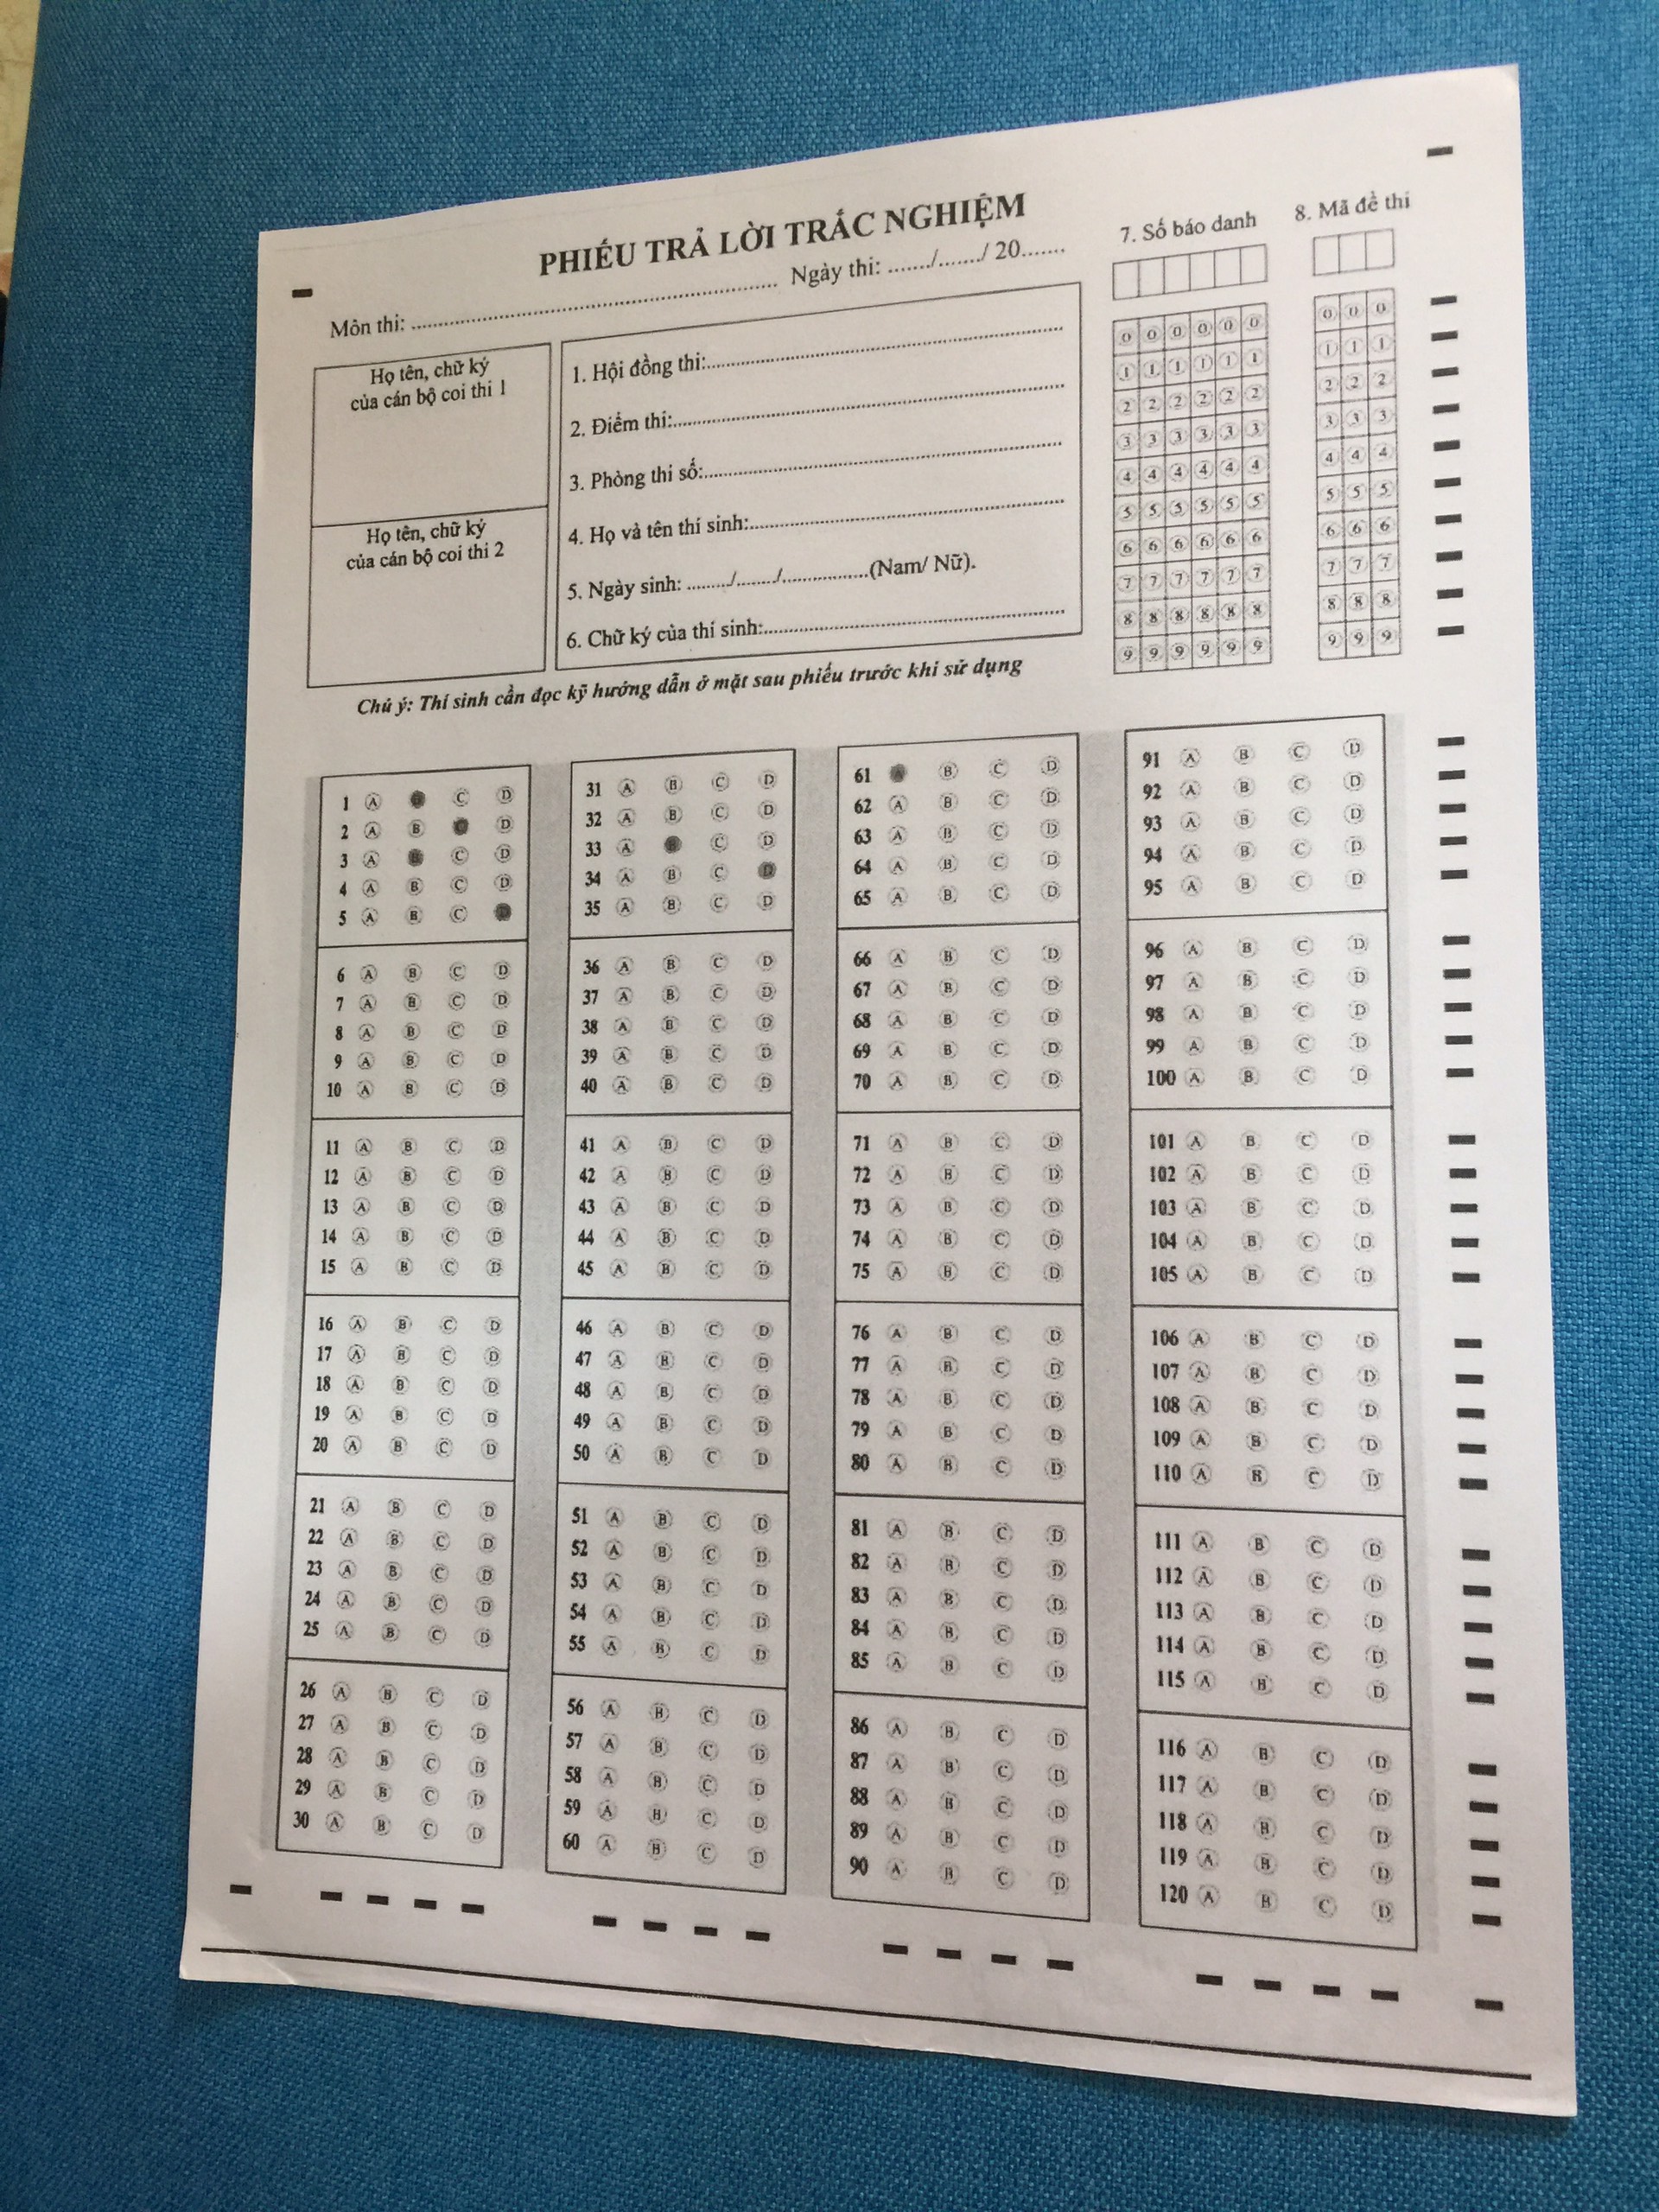 PHIẾU TRẢ LỜI TRẮC NGHIỆM
Môn thi: ........................ Ngày thi: ......./......./ 20.......
Họ tên, chữ ký
của cán bộ coi thi 1
Họ tên, chữ ký
của cán bộ coi thi 2
1. Hội đồng thi:........................
2. Điểm thi:........................
3. Phòng thi số:........................
4. Họ và tên thí sinh:........................
5. Ngày sinh: ......../......../................(Nam/ Nữ).
6. Chữ ký của thí sinh:........................
Chú ý: Thí sinh cần đọc kỹ hướng dẫn ở mặt sau phiếu trước khi sử dụng
7. Số báo danh
0 0 0 0 0 0
1 1 1 1 1 1
2 2 2 2 2 2
3 3 3 3 3 3
4 4 4 4 4 4
5 5 5 5 5 5
6 6 6 6 6 6
7 7 7 7 7 7
8 8 8 8 8 8
9 9 9 9 9 9
8. Mã đề thi
0 0 0
1 1 1
2 2 2
3 3 3
4 4 4
5 5 5
6 6 6
7 7 7
8 8 8
9 9 9
1 A C D
2 A B D
3 A B C D
4 A B C D
5 A B C D
6 A B C D
7 A B C D
8 A B C D
9 A B C D
10 A B C D
11 A B C D
12 A B C D
13 A B C D
14 A B C D
15 A B C D
16 A B C D
17 A B C D
18 A B C D
19 A B C D
20 A B C D
21 A B C D
22 A B C D
23 A B C D
24 A B C D
25 A B C D
26 A B C D
27 A B C D
28 A B C D
29 A B C D
30 A B C D
31 A B C D
32 A B C D
33 A B C D
34 A B C D
35 A B C D
36 A B C D
37 A B C D
38 A B C D
39 A B C D
40 A B C D
41 A B C D
42 A B C D
43 A B C D
44 A B C D
45 A B C D
46 A B C D
47 A B C D
48 A B C D
49 A B C D
50 A B C D
51 A B C D
52 A B C D
53 A B C D
54 A B C D
55 A B C D
56 A B C D
57 A B C D
58 A B C D
59 A B C D
60 A B C D
61 A B C D
62 A B C D
63 A B C D
64 A B C D
65 A B C D
66 A B C D
67 A B C D
68 A B C D
69 A B C D
70 A B C D
71 A B C D
72 A B C D
73 A B C D
74 A B C D
75 A B C D
76 A B C D
77 A B C D
78 A B C D
79 A B C D
80 A B C D
81 A B C D
82 A B C D
83 A B C D
84 A B C D
85 A B C D
86 A B C D
87 A B C D
88 A B C D
89 A B C D
90 A B C D
91 A B C D
92 A B C D
93 A B C D
94 A B C D
95 A B C D
96 A B C D
97 A B C D
98 A B C D
99 A B C D
100 A B C D
101 A B C D
102 A B C D
103 A B C D
104 A B C D
105 A B C D
106 A B C D
107 A B C D
108 A B C D
109 A B C D
110 A B C D
111 A B C D
112 A B C D
113 A B C D
114 A B C D
115 A B C D
116 A B C D
117 A B C D
118 A B C D
119 A B C D
120 A B C D